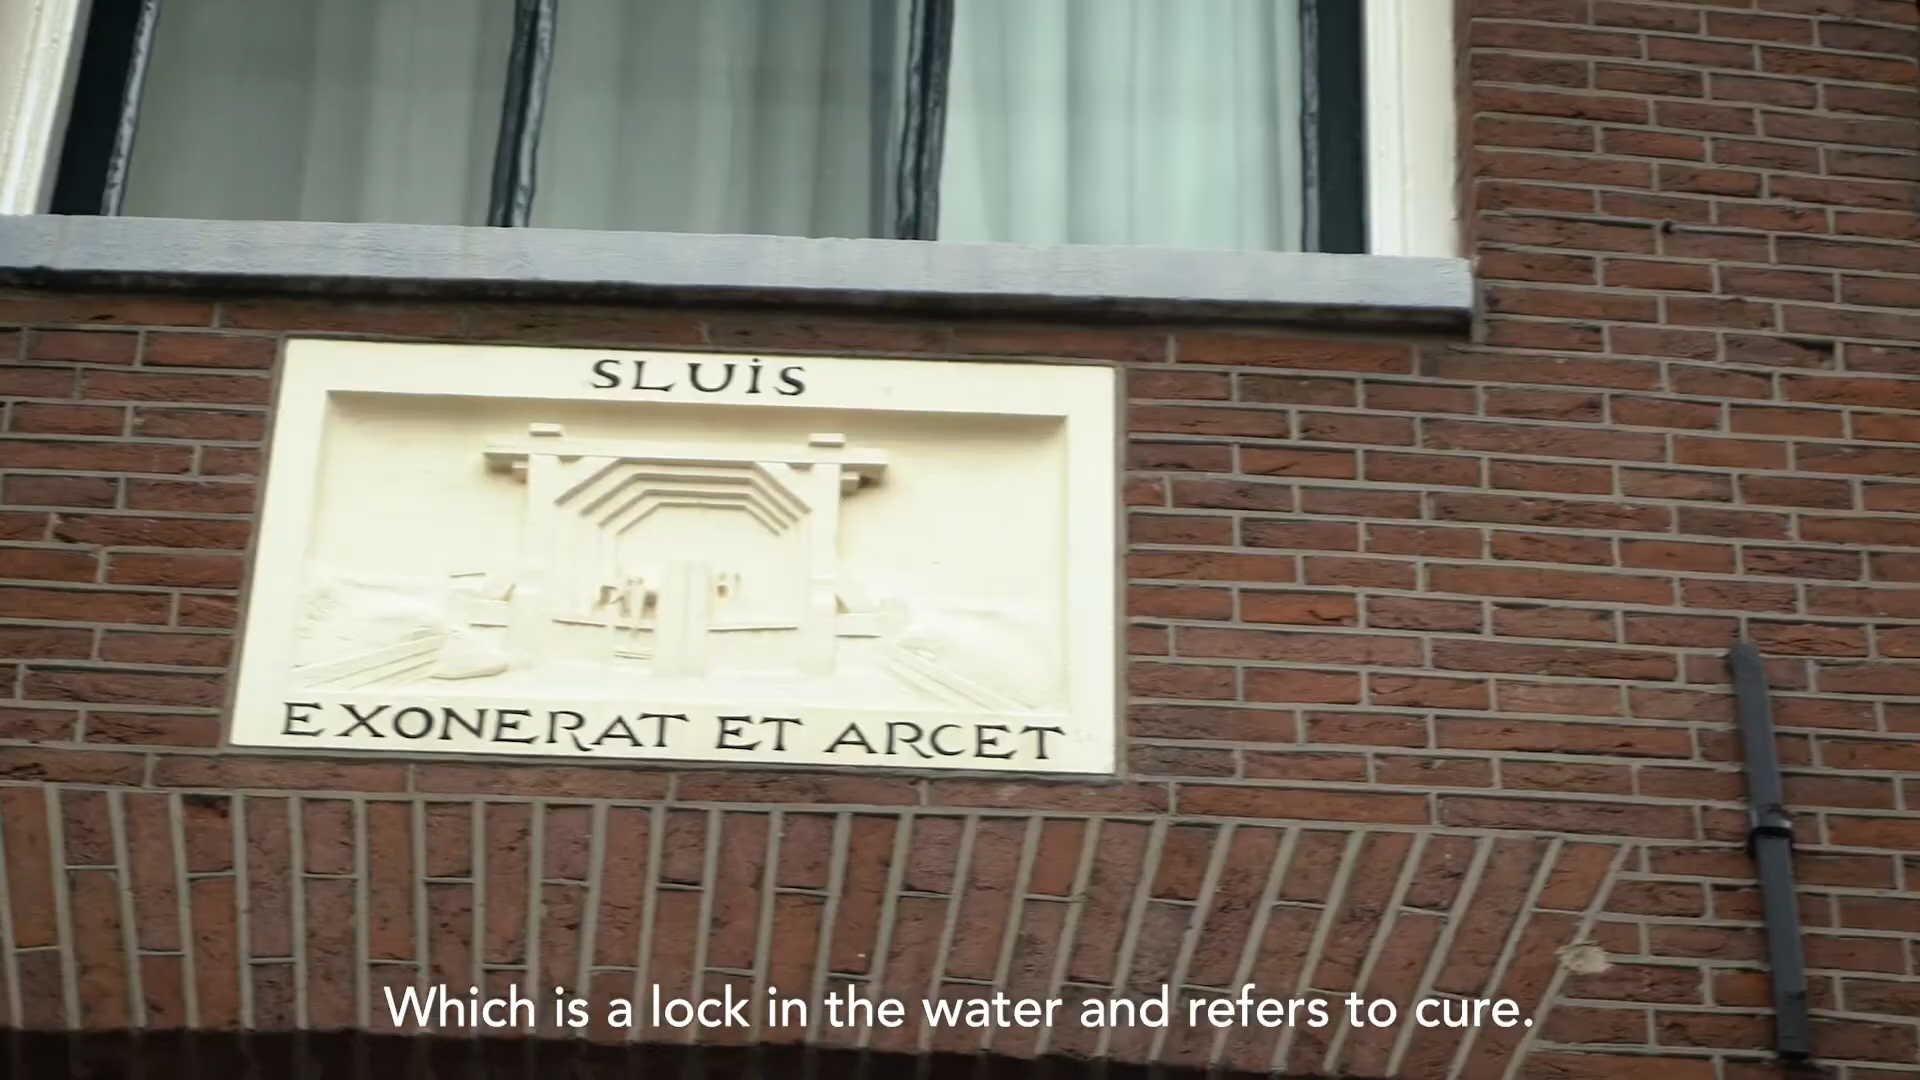 SLUiS
EXONERAT ET ARCET
Which is a lock in the water and refers to cure.